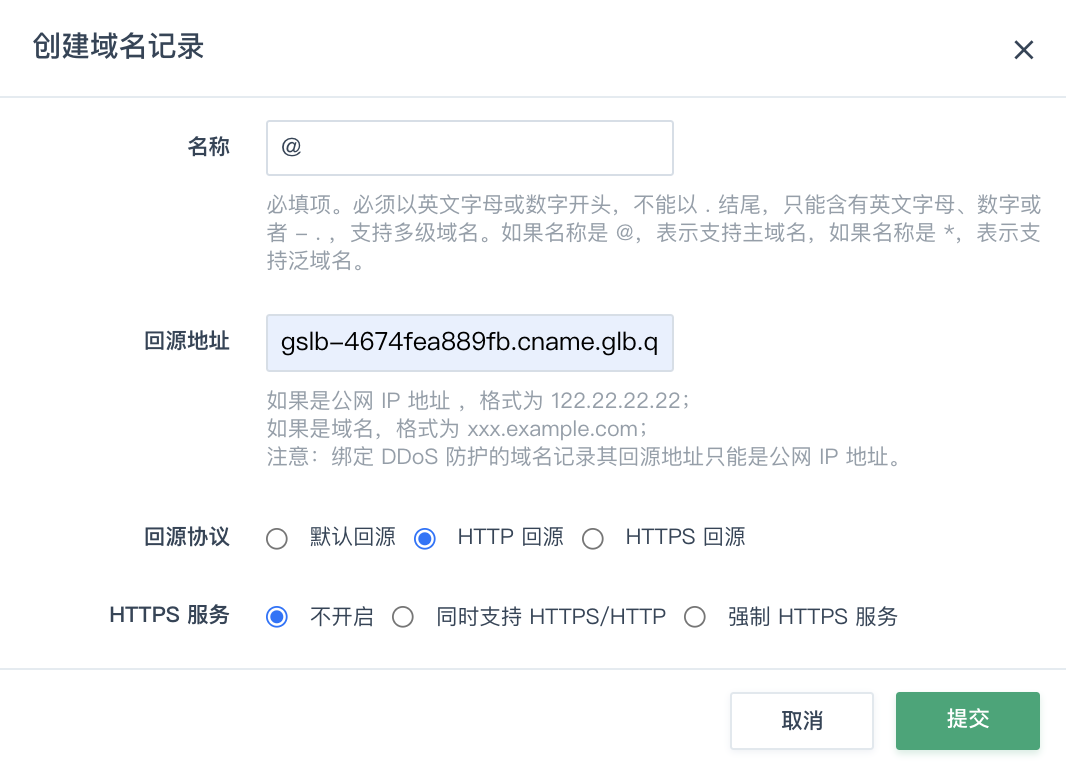 创建域名记录
名称
@
必填项。必须以英文字母或数字开头，不能以 . 结尾，只能含有英文字母、数字或
者 – . ，支持多级域名。如果名称是 @，表示支持主域名，如果名称是 *，表示支
持泛域名。
回源地址
gslb–4674fea889fb.cname.glb.q
如果是公网 IP 地址 ，格式为 122.22.22.22；
如果是域名，格式为 xxx.example.com；
注意：绑定 DDoS 防护的域名记录其回源地址只能是公网 IP 地址。
回源协议 默认回源 HTTP 回源 HTTPS 回源
HTTPS 服务 不开启 同时支持 HTTPS/HTTP 强制 HTTPS 服务
取消 提交